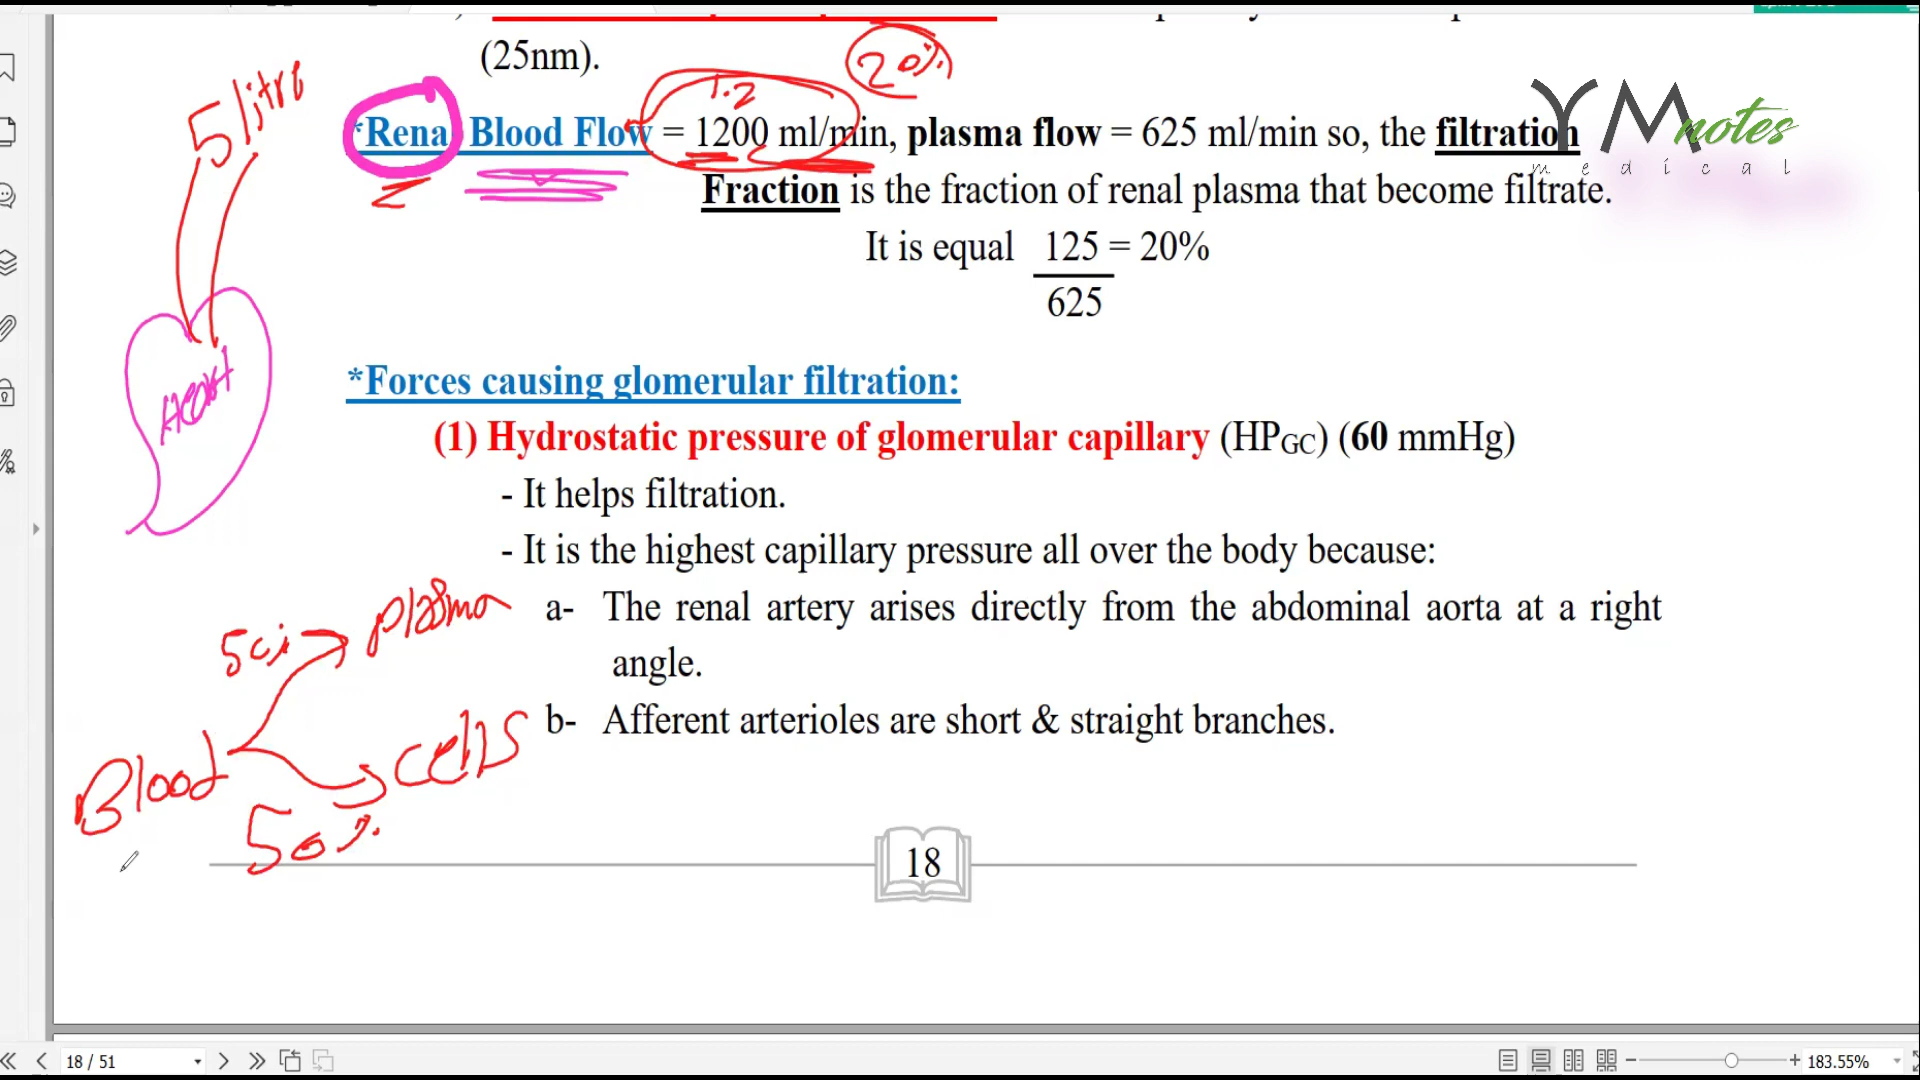 (25nm).
20%
5 litre
1.2
*Renal Blood Flow = 1200 ml/min, plasma flow = 625 ml/min so, the filtration
YM notes
medical
Fraction is the fraction of renal plasma that become filtrate.
It is equal 125 = 20%
625
Heart
*Forces causing glomerular filtration:
(1) Hydrostatic pressure of glomerular capillary (HPGC) (60 mmHg)
- It helps filtration.
- It is the highest capillary pressure all over the body because:
a- The renal artery arises directly from the abdominal aorta at a right
angle.
plasma
b- Afferent arterioles are short & straight branches.
cells
Blood
50%
18
18 / 51
183.55%